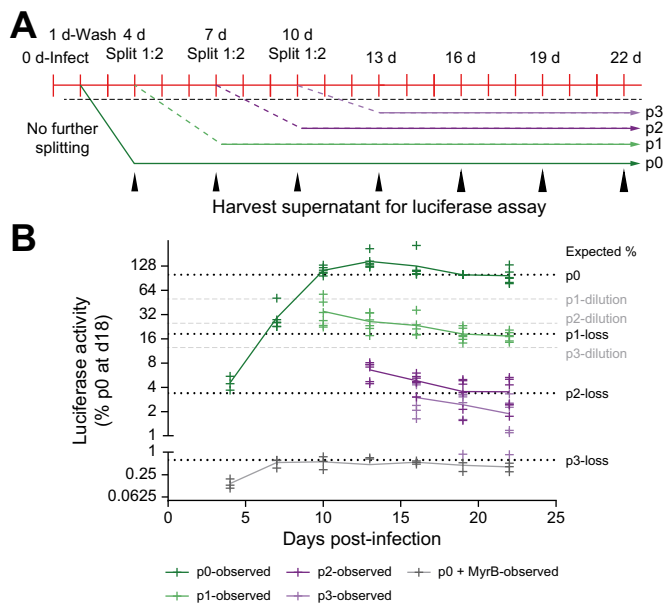 A
1 d-Wash 4 d 7 d 10 d
0 d-Infect Split 1:2 Split 1:2 Split 1:2 13 d 16 d 19 d 22 d
p3
p2
No further
splitting
p1
p0
Harvest supernatant for luciferase assay
B
Luciferase activity
(% p0 at d18)
128
64
32
16
8
4
2
1
1
0.25
0.0625
0 5 10 15 20 25
Days post-infection
Expected %
p0
p1-dilution
p2-dilution
p1-loss
p3-dilution
p2-loss
p3-loss
p0-observed p2-observed p0 + MyrB-observed
p1-observed p3-observed